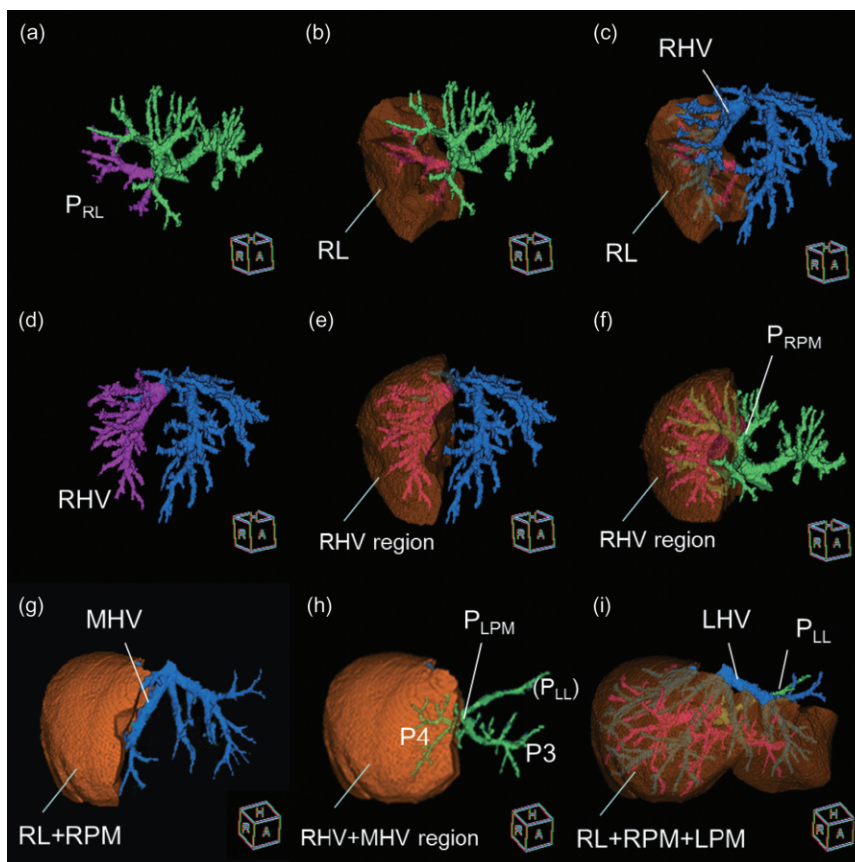 (a)
P_RL
R A
(b)
RL
R A
(c)
RHV
RL
R A
(d)
RHV
R A
(e)
RHV region
R A
(f)
P_RPM
RHV region
R A
(g)
MHV
RL+RPM
H
R A
(h)
P_LPM
(P_LL)
P4
P3
RHV+MHV region
H
R A
(i)
LHV
P_LL
RL+RPM+LPM
H
R A